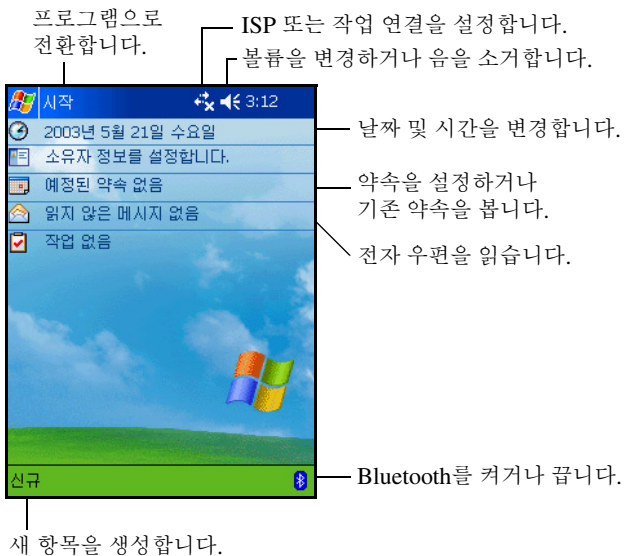 프로그램으로
전환합니다.
ISP 또는 작업 연결을 설정합니다.
볼륨을 변경하거나 음을 소거합니다.
시작 3:12
2003년 5월 21일 수요일
날짜 및 시간을 변경합니다.
소유자 정보를 설정합니다.
예정된 약속 없음
약속을 설정하거나
기존 약속을 봅니다.
읽지 않은 메시지 없음
전자 우편을 읽습니다.
작업 없음
신규
Bluetooth를 켜거나 끕니다.
새 항목을 생성합니다.